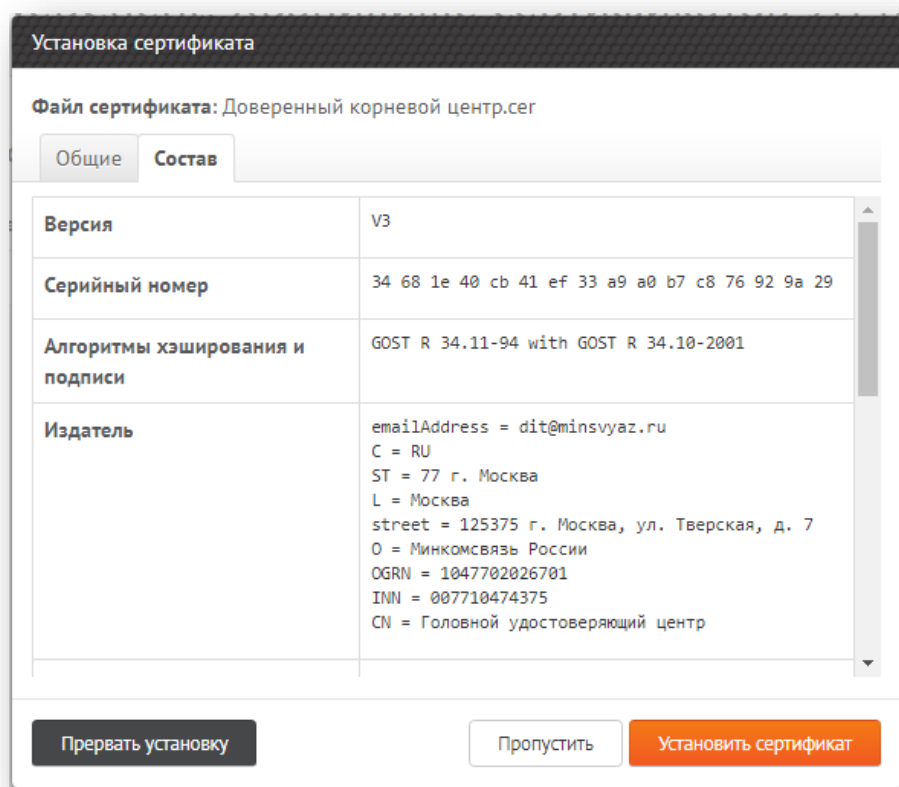 Установка сертификата
Файл сертификата: Доверенный корневой центр.cer
Общие Состав
Версия V3
Серийный номер 34 68 1e 40 cb 41 ef 33 a9 a0 b7 c8 76 92 9a 29
Алгоритмы хэширования и GOST R 34.11-94 with GOST R 34.10-2001
подписи
Издатель emailAddress = dit@minsvyaz.ru
C = RU
ST = 77 г. Москва
L = Москва
street = 125375 г. Москва, ул. Тверская, д. 7
O = Минкомсвязь России
OGRN = 1047702026701
INN = 007710474375
CN = Головной удостоверяющий центр
Прервать установку Пропустить Установить сертификат